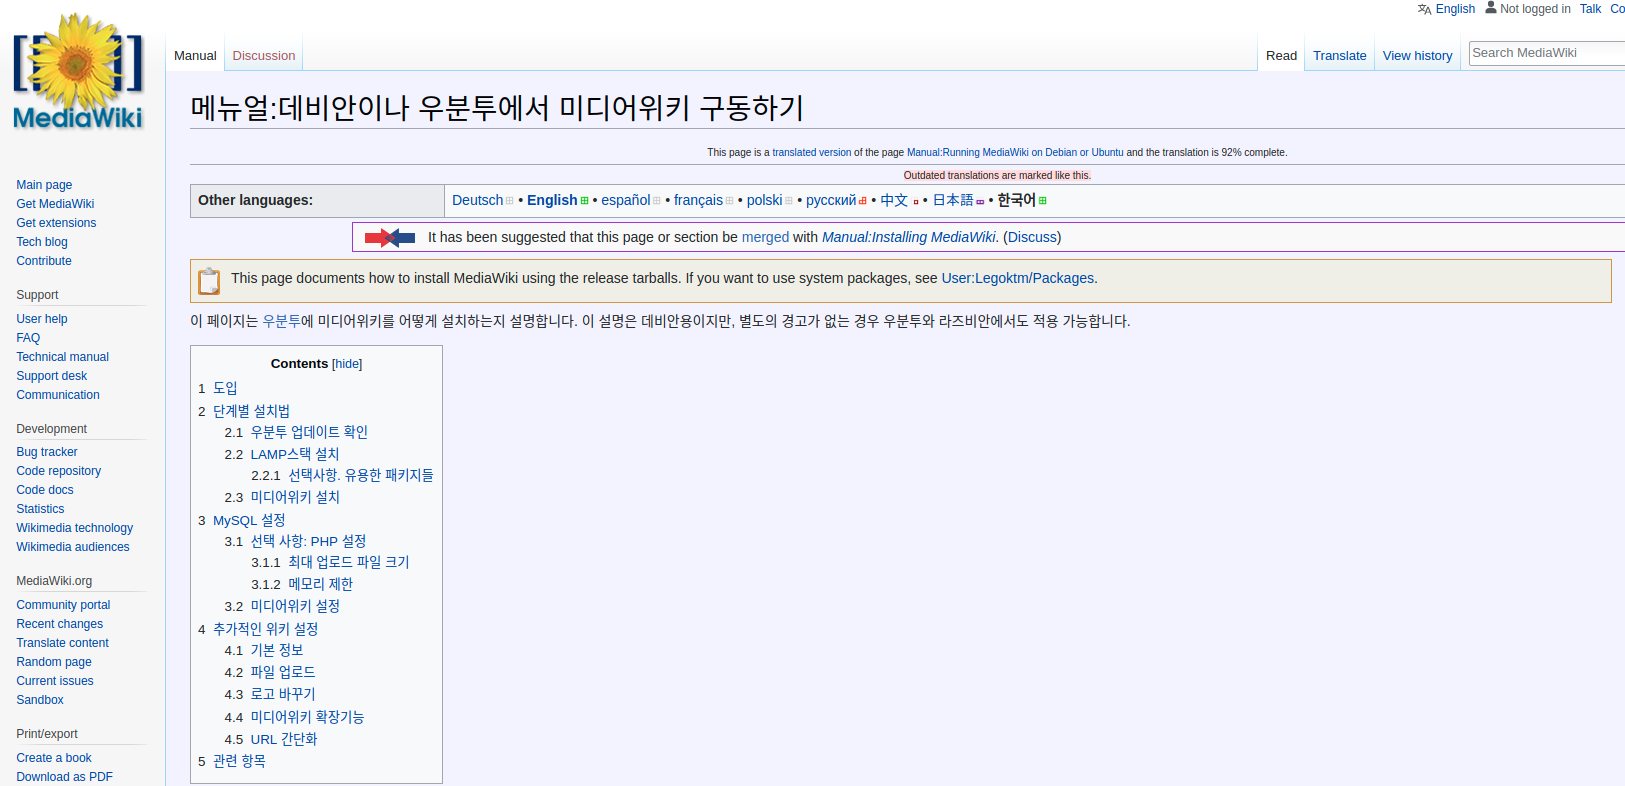 English Not logged in Talk Co
MediaWiki
Manual Discussion Read Translate View history Search MediaWiki
메뉴얼:데비안이나 우분투에서 미디어위키 구동하기
This page is a translated version of the page Manual:Running MediaWiki on Debian or Ubuntu and the translation is 92% complete.
Outdated translations are marked like this.
Other languages: Deutsch • English • español • français • polski • русский • 中文 • 日本語 • 한국어
It has been suggested that this page or section be merged with Manual:Installing MediaWiki. (Discuss)
This page documents how to install MediaWiki using the release tarballs. If you want to use system packages, see User:Legoktm/Packages.
이 페이지는 우분투에 미디어위키를 어떻게 설치하는지 설명합니다. 이 설명은 데비안용이지만, 별도의 경고가 없는 경우 우분투와 라즈비안에서도 적용 가능합니다.
Contents [hide]
1 도입
2 단계별 설치법
2.1 우분투 업데이트 확인
2.2 LAMP스택 설치
2.2.1 선택사항. 유용한 패키지들
2.3 미디어위키 설치
3 MySQL 설정
3.1 선택 사항: PHP 설정
3.1.1 최대 업로드 파일 크기
3.1.2 메모리 제한
3.2 미디어위키 설정
4 추가적인 위키 설정
4.1 기본 정보
4.2 파일 업로드
4.3 로고 바꾸기
4.4 미디어위키 확장기능
4.5 URL 간단화
5 관련 항목
Main page
Get MediaWiki
Get extensions
Tech blog
Contribute
Support
User help
FAQ
Technical manual
Support desk
Communication
Development
Bug tracker
Code repository
Code docs
Statistics
Wikimedia technology
Wikimedia audiences
MediaWiki.org
Community portal
Recent changes
Translate content
Random page
Current issues
Sandbox
Print/export
Create a book
Download as PDF